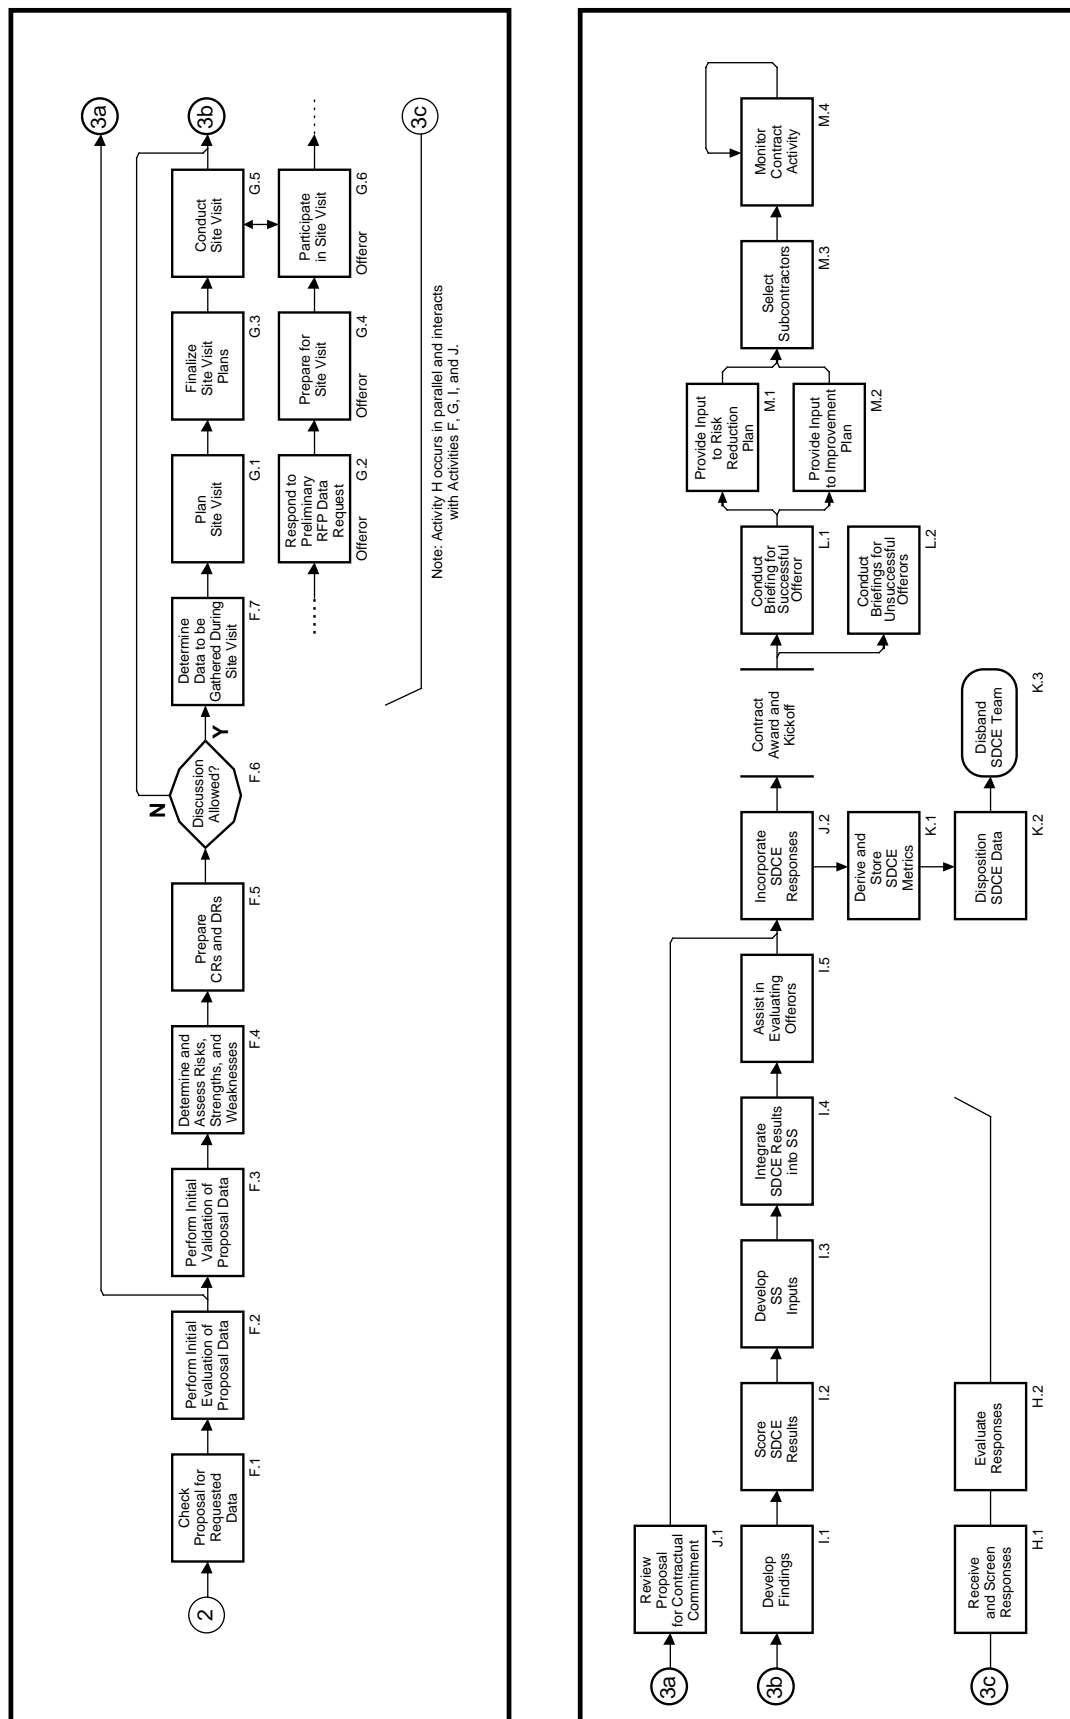 2
Check
Proposal for
Requested
Data
F.1
Perform Initial
Evaluation of
Proposal Data
F.2
Perform Initial
Validation of
Proposal Data
F.3
Determine and
Assess Risks,
Strengths, and
Weaknesses
F.4
Prepare
CRs and DRs
F.5
Discussion
Allowed?
F.6
N
Y
Determine
Data to be
Gathered During
Site Visit
F.7
Plan
Site Visit
G.1
Finalize
Site Visit
Plans
G.3
Conduct
Site Visit
G.5
3a
3b
Respond to
Preliminary
RFP Data
Request
Offeror
G.2
Prepare for
Site Visit
Offeror
G.4
Participate
in Site Visit
Offeror
G.6
3c
Note: Activity H occurs in parallel and interacts
with Activities F, G, I, and J.
3a
Review
Proposal
for Contractual
Commitment
J.1
3b
Develop
Findings
I.1
Score
SDCE
Results
I.2
Develop
SS
Inputs
I.3
Integrate
SDCE Results
into SS
I.4
Assist in
Evaluating
Offerors
I.5
Incorporate
SDCE
Responses
J.2
Contract
Award and
Kickoff
Conduct
Briefing for
Successful
Offeror
L.1
Conduct
Briefings for
Unsuccessful
Offerors
L.2
Provide Input
to Risk
Reduction
Plan
M.1
Provide Input
to Improvement
Plan
M.2
Select
Subcontractors
M.3
Monitor
Contract
Activity
M.4
Derive and
Store
SDCE
Metrics
K.1
Disposition
SDCE Data
K.2
Disband
SDCE Team
K.3
3c
Receive
and Screen
Responses
H.1
Evaluate
Responses
H.2